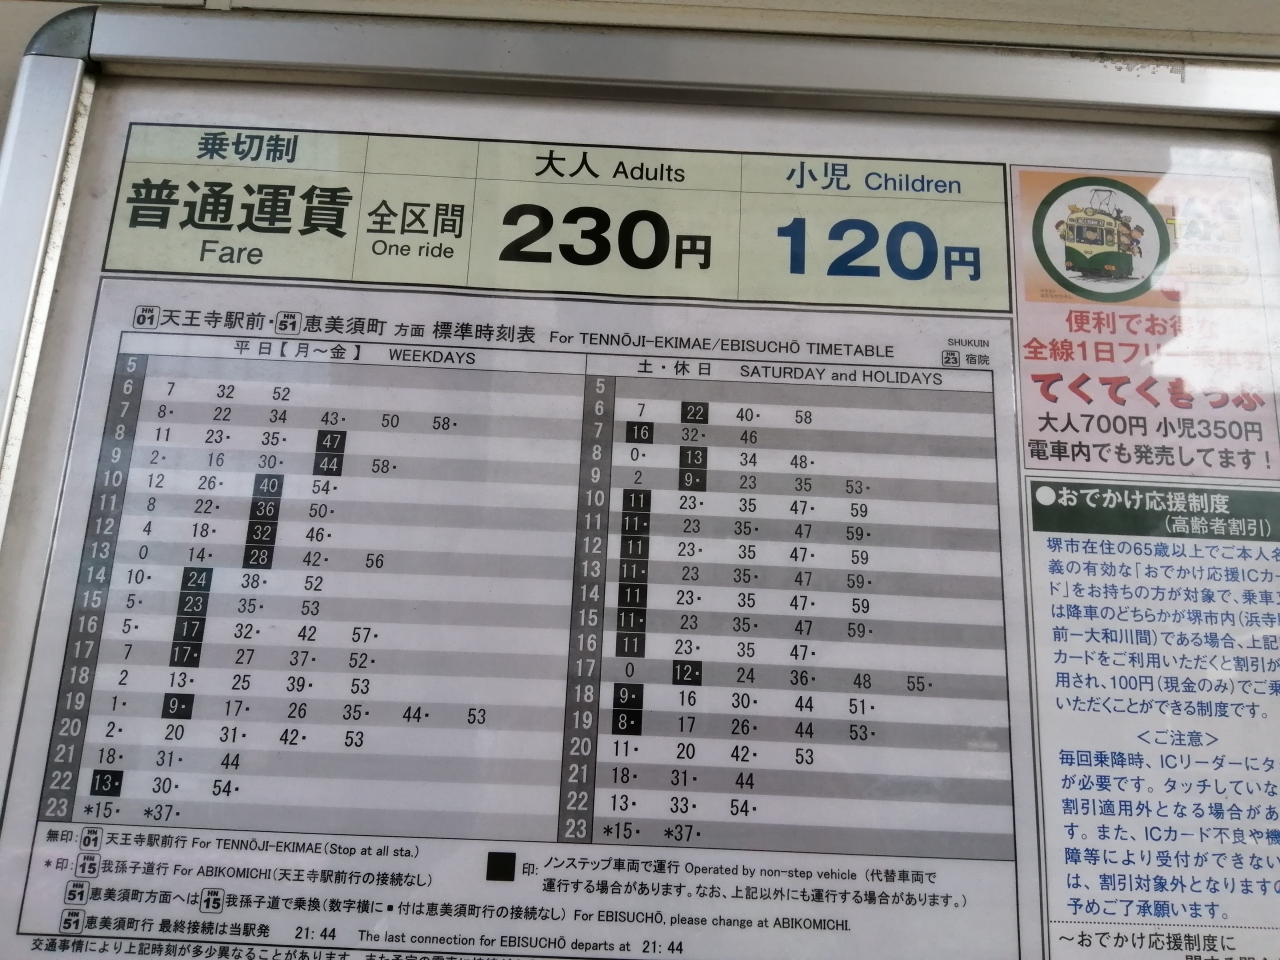 乗切制
普通運賃
Fare
全区間
One ride
大人 Adults
230円
小児 Children
120円
HN 01 天王寺駅前・HN 51 恵美須町 方面 標準時刻表 For TENNŌJI-EKIMAE/EBISUCHŌ TIMETABLE
SHUKUIN
HN 23 宿院
平日【月～金】 WEEKDAYS
5
6 7 32 52
7 8・ 22 34 43・ 50 58・
8 11 23・ 35・ 47
9 2・ 16 30・ 44 58・
10 12 26・ 40 54・
11 8 22・ 36 50・
12 4 18・ 32 46・
13 0 14・ 28 42・ 56
14 10・ 24 38・ 52
15 5・ 23 35・ 53
16 5・ 17 32・ 42 57・
17 7 17・ 27 37・ 52・
18 2 13・ 25 39・ 53
19 1・ 9・ 17・ 26 35・ 44・ 53
20 2・ 20 31・ 42・ 53
21 18・ 31・ 44
22 13・ 30・ 54・
23 *15・ *37・
土・休日 SATURDAY and HOLIDAYS
5
6 7 22 40・ 58
7 16 32・ 46
8 0・ 13 34 48・
9 2 9・ 23 35 53・
10 11 23・ 35 47・ 59
11 11・ 23 35・ 47 59・
12 11 23・ 35 47・ 59
13 11・ 23 35・ 47 59・
14 11 23・ 35 47・ 59
15 11・ 23 35・ 47 59・
16 11 23・ 35 47・
17 0 12・ 24 36・ 48 55・
18 9・ 16 30・ 44 51・
19 8・ 17 26・ 44 53・
20 11・ 20 42・ 53
21 18・ 31・ 44
22 13・ 33・ 54・
23 *15・ *37・
無印：HN 01 天王寺駅前行 For TENNŌJI-EKIMAE（Stop at all sta.）
*印：HN 15 我孫子道行 For ABIKOMICHI（天王寺駅前行の接続なし）
■印：ノンステップ車両で運行 Operated by non-step vehicle（代替車両で
運行する場合があります。なお、上記以外にも運行する場合があります。）
HN 51 恵美須町方面へはHN 15 我孫子道で乗換（数字横に▪付は恵美須町行の接続なし）For EBISUCHŌ, please change at ABIKOMICHI.
HN 51 恵美須町行 最終接続は当駅発 21：44 The last connection for EBISUCHŌ departs at 21：44
交通事情により上記時刻が多少異なることがあります。
便利でお得な
全線1日フリー乗車券
てくてくきっぷ
大人700円 小児350円
電車内でも発売してます！
●おでかけ応援制度
（高齢者割引）
堺市在住の65歳以上でご本人名
義の有効な「おでかけ応援ICカー
ド」をお持ちの方が対象で、乗車又
は降車のどちらかが堺市内（浜寺
前ー大和川間）である場合、上記
カードをご利用いただくと割引が
用され、100円（現金のみ）でご乗
いただくことができる制度です。
＜ご注意＞
毎回乗降時、ICリーダーにタ
が必要です。タッチしていな
割引適用外となる場合があ
す。また、ICカード不良や機
障等により受付ができない
は、割引対象外となりますの
予めご了承願います。
～おでかけ応援制度に